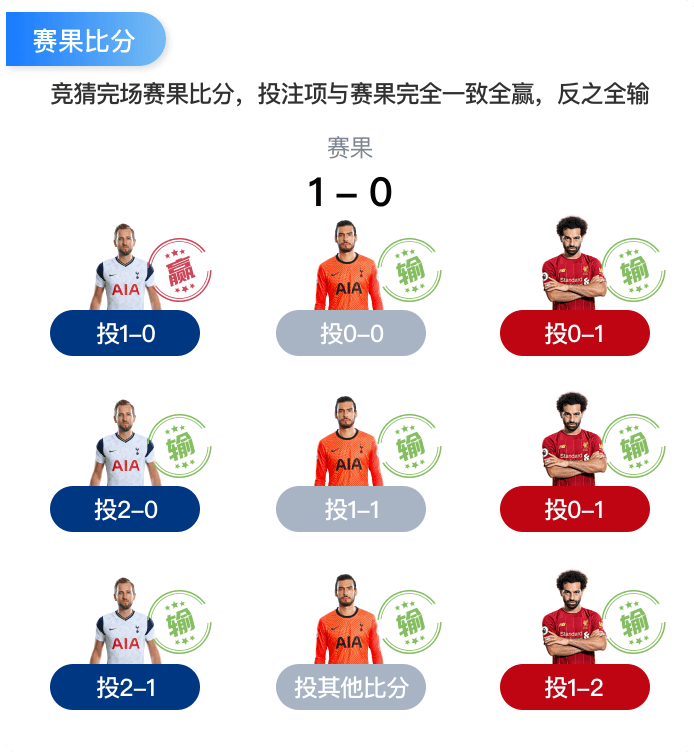 赛果比分
竞猜完场赛果比分，投注项与赛果完全一致全赢，反之全输
赛果
1 – 0
AIA 赢 AIA 输 Standard 输
投1–0 投0–0 投0–1
AIA 输 AIA 输 Standard 输
投2–0 投1–1 投0–1
AIA 输 AIA 输 Standard 输
投2–1 投其他比分 投1–2